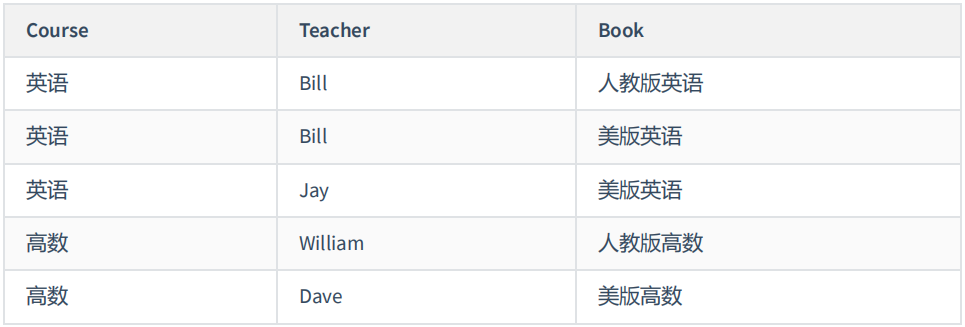 Course Teacher Book
英语 Bill 人教版英语
英语 Bill 美版英语
英语 Jay 美版英语
高数 William 人教版高数
高数 Dave 美版高数